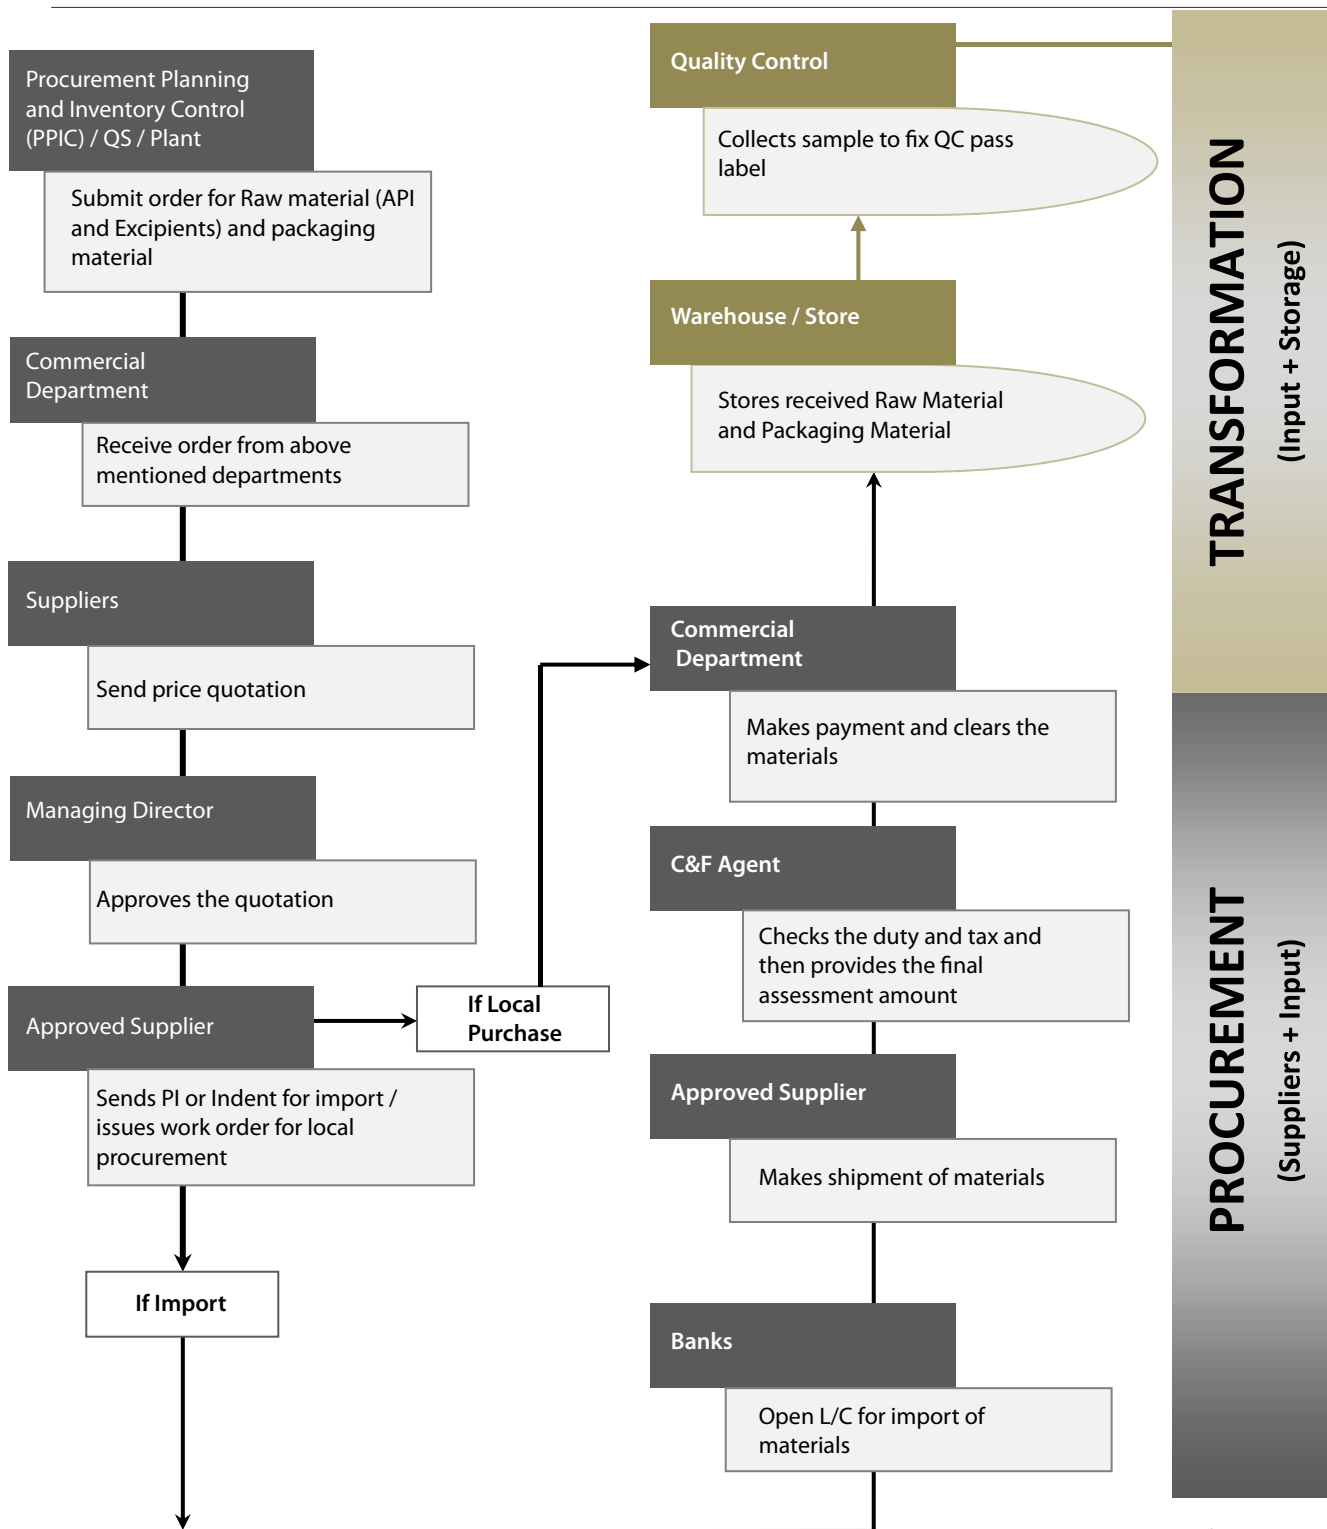 Procurement Planning
and Inventory Control
(PPIC) / QS / Plant
Submit order for Raw material (API
and Excipients) and packaging
material
Commercial
Department
Receive order from above
mentioned departments
Suppliers
Send price quotation
Managing Director
Approves the quotation
Approved Supplier
If Local
Purchase
Sends PI or Indent for import /
issues work order for local
procurement
If Import
Quality Control
Collects sample to fix QC pass
label
Warehouse / Store
Stores received Raw Material
and Packaging Material
Commercial
Department
Makes payment and clears the
materials
C&F Agent
Checks the duty and tax and
then provides the final
assessment amount
Approved Supplier
Makes shipment of materials
Banks
Open L/C for import of
materials
TRANSFORMATION
(Input + Storage)
PROCUREMENT
(Suppliers + Input)